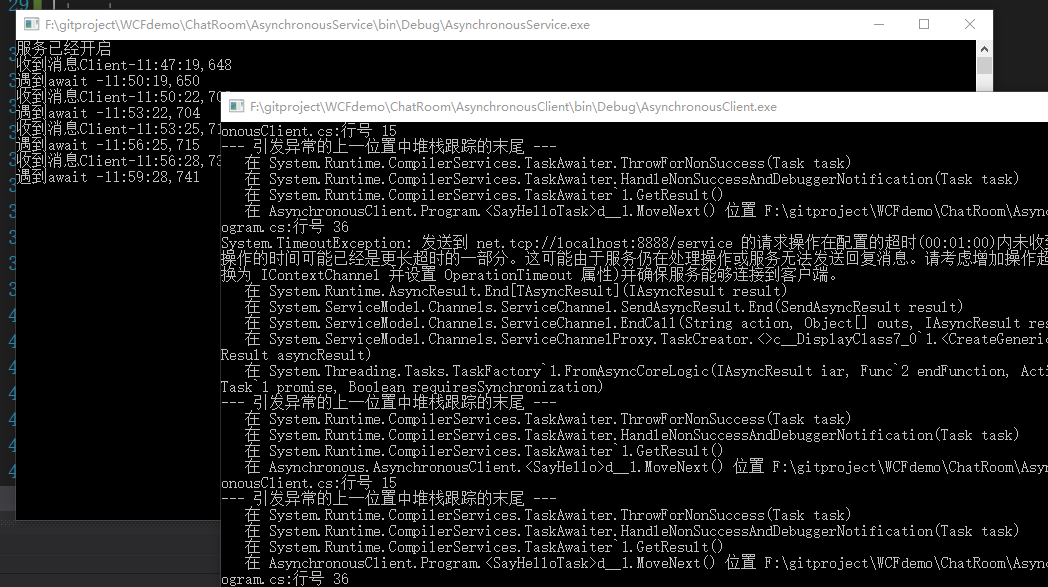 29
F:\gitproject\WCFdemo\ChatRoom\AsynchronousService\bin\Debug\AsynchronousService.exe
服务已经开启
收到消息Client-11:47:19,648
遇到await -11:50:19,650
收到消息Client-11:50:22,70
遇到await -11:53:22,704
收到消息Client-11:53:25,71
遇到await -11:56:25,715
收到消息Client-11:56:28,73
遇到await -11:59:28,741
F:\gitproject\WCFdemo\ChatRoom\AsynchronousClient\bin\Debug\AsynchronousClient.exe
onousClient.cs:行号 15
--- 引发异常的上一位置中堆栈跟踪的末尾 ---
在 System.Runtime.CompilerServices.TaskAwaiter.ThrowForNonSuccess(Task task)
在 System.Runtime.CompilerServices.TaskAwaiter.HandleNonSuccessAndDebuggerNotification(Task task)
在 System.Runtime.CompilerServices.TaskAwaiter`1.GetResult()
在 AsynchronousClient.Program.<SayHelloTask>d__1.MoveNext() 位置 F:\gitproject\WCFdemo\ChatRoom\Async
ogram.cs:行号 36
System.TimeoutException: 发送到 net.tcp://localhost:8888/service 的请求操作在配置的超时(00:01:00)内未收到
操作的时间可能已经是更长超时的一部分。这可能由于服务仍在处理操作或服务无法发送回复消息。请考虑增加操作超
换为 IContextChannel 并设置 OperationTimeout 属性)并确保服务能够连接到客户端。
在 System.Runtime.AsyncResult.End[TAsyncResult](IAsyncResult result)
在 System.ServiceModel.Channels.ServiceChannel.SendAsyncResult.End(SendAsyncResult result)
在 System.ServiceModel.Channels.ServiceChannel.EndCall(String action, Object[] outs, IAsyncResult res
在 System.ServiceModel.Channels.ServiceChannelProxy.TaskCreator.<>c__DisplayClass7_0`1.<CreateGeneric
Result asyncResult)
在 System.Threading.Tasks.TaskFactory`1.FromAsyncCoreLogic(IAsyncResult iar, Func`2 endFunction, Acti
Task`1 promise, Boolean requiresSynchronization)
--- 引发异常的上一位置中堆栈跟踪的末尾 ---
在 System.Runtime.CompilerServices.TaskAwaiter.ThrowForNonSuccess(Task task)
在 System.Runtime.CompilerServices.TaskAwaiter.HandleNonSuccessAndDebuggerNotification(Task task)
在 System.Runtime.CompilerServices.TaskAwaiter`1.GetResult()
在 Asynchronous.AsynchronousClient.<SayHello>d__1.MoveNext() 位置 F:\gitproject\WCFdemo\ChatRoom\Asyn
onousClient.cs:行号 15
--- 引发异常的上一位置中堆栈跟踪的末尾 ---
在 System.Runtime.CompilerServices.TaskAwaiter.ThrowForNonSuccess(Task task)
在 System.Runtime.CompilerServices.TaskAwaiter.HandleNonSuccessAndDebuggerNotification(Task task)
在 System.Runtime.CompilerServices.TaskAwaiter`1.GetResult()
在 AsynchronousClient.Program.<SayHelloTask>d__1.MoveNext() 位置 F:\gitproject\WCFdemo\ChatRoom\Async
ogram.cs:行号 36